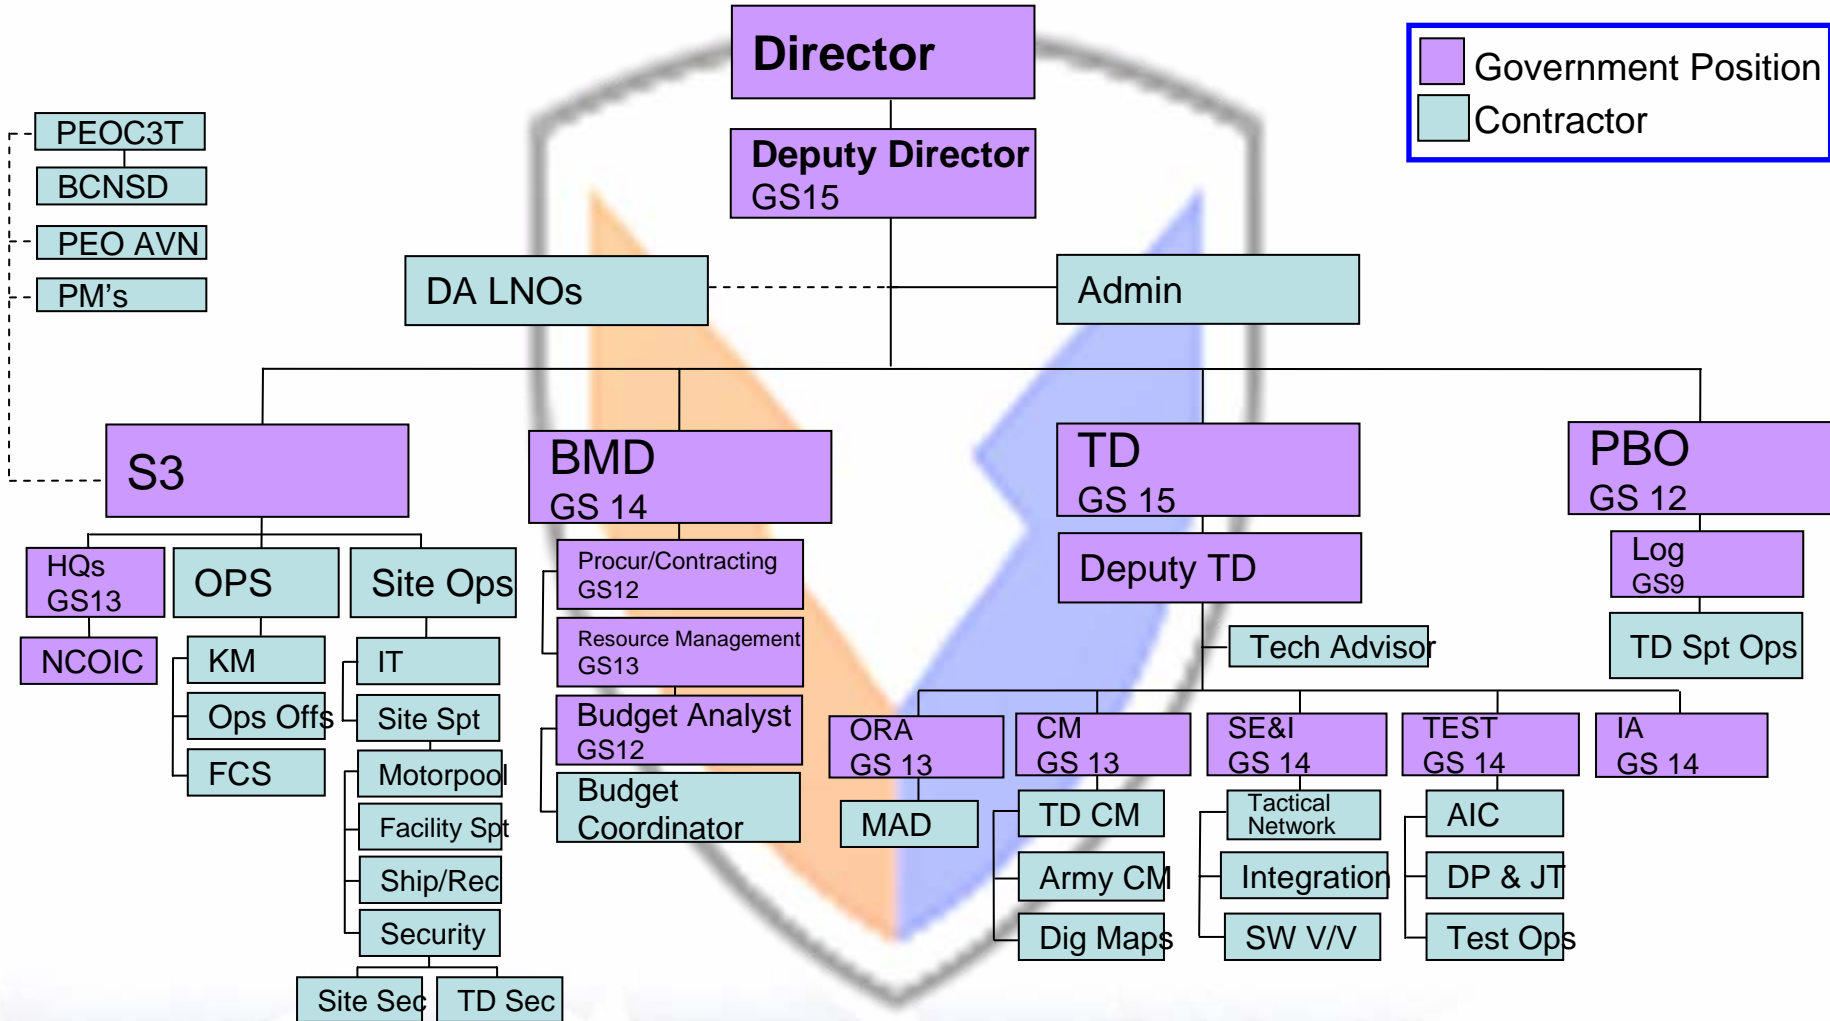 Director
Government Position
Contractor
PEOC3T
BCNSD
PEO AVN
PM's
Deputy Director
GS15
DA LNOs
Admin
S3
BMD
GS 14
TD
GS 15
PBO
GS 12
HQs
GS13
NCOIC
OPS
KM
Ops Offs
FCS
Site Ops
IT
Site Spt
Motorpool
Facility Spt
Ship/Rec
Security
Site Sec
TD Sec
Procur/Contracting
GS12
Resource Management
GS13
Budget Analyst
GS12
Budget
Coordinator
Deputy TD
Tech Advisor
ORA
GS 13
MAD
CM
GS 13
TD CM
Army CM
Dig Maps
SE&I
GS 14
Tactical
Network
Integration
SW V/V
TEST
GS 14
AIC
DP & JT
Test Ops
IA
GS 14
Log
GS9
TD Spt Ops